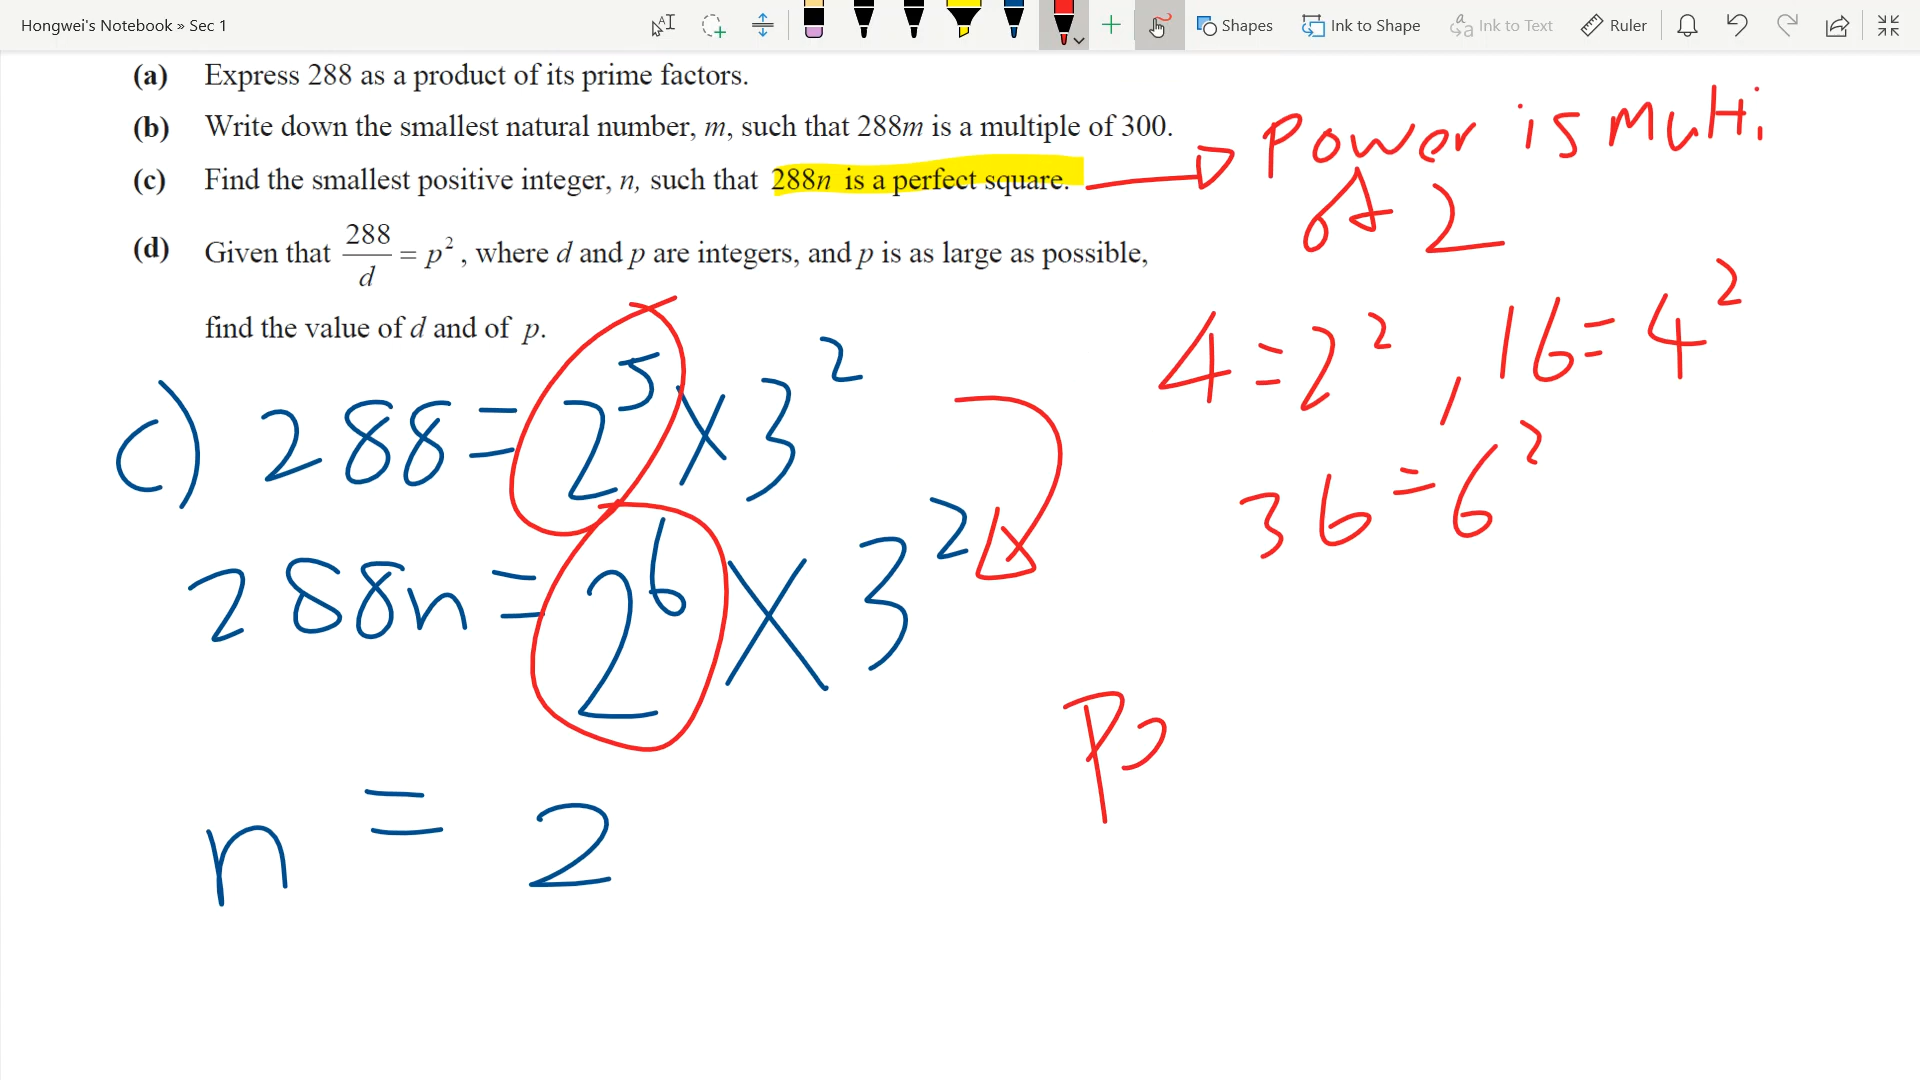 Hongwei's Notebook » Sec 1
Shapes Ink to Shape Ink to Text Ruler
(a) Express 288 as a product of its prime factors.
(b) Write down the smallest natural number, m, such that 288m is a multiple of 300.
(c) Find the smallest positive integer, n, such that 288n is a perfect square.
Power is multi
of 2
(d) Given that 288/d = p², where d and p are integers, and p is as large as possible,
find the value of d and of p.
4 = 2², 16 = 4²
36 = 6²
c) 288 = 2⁵ × 3²
288n = 2⁶ × 3²
n = 2